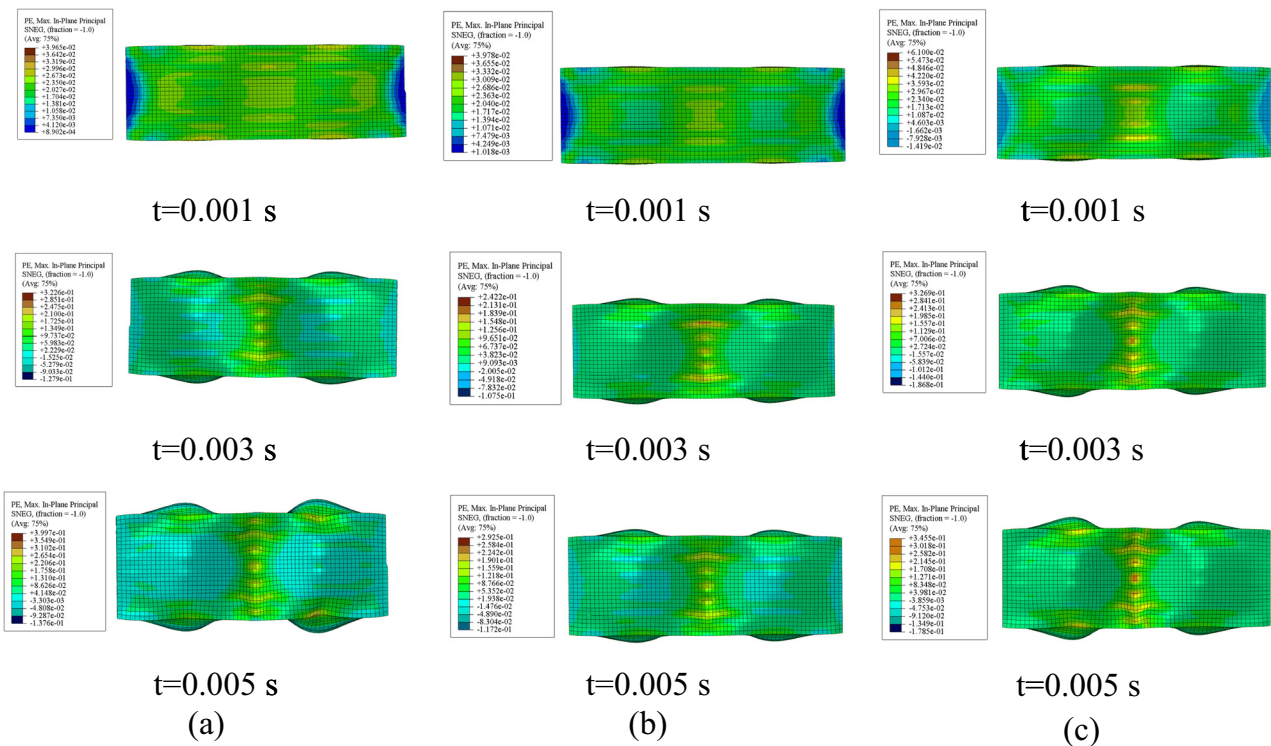 PE, Max. In-Plane Principal
SNEG, (fraction = -1.0)
(Avg: 75%)
+3.965e-02
+3.642e-02
+3.319e-02
+2.996e-02
+2.673e-02
+2.350e-02
+2.027e-02
+1.704e-02
+1.381e-02
+1.058e-02
+7.350e-03
+4.120e-03
+8.902e-04
t=0.001 s
PE, Max. In-Plane Principal
SNEG, (fraction = -1.0)
(Avg: 75%)
+3.978e-02
+3.655e-02
+3.332e-02
+3.009e-02
+2.686e-02
+2.363e-02
+2.040e-02
+1.717e-02
+1.394e-02
+1.071e-02
+7.479e-03
+4.249e-03
+1.018e-03
t=0.001 s
PE, Max. In-Plane Principal
SNEG, (fraction = -1.0)
(Avg: 75%)
+6.100e-02
+5.473e-02
+4.846e-02
+4.220e-02
+3.593e-02
+2.967e-02
+2.340e-02
+1.713e-02
+1.087e-02
+4.603e-03
-1.662e-03
-7.928e-03
-1.419e-02
t=0.001 s
PE, Max. In-Plane Principal
SNEG, (fraction = -1.0)
(Avg: 75%)
+3.226e-01
+2.851e-01
+2.475e-01
+2.100e-01
+1.725e-01
+1.349e-01
+9.737e-02
+5.983e-02
+2.229e-02
-1.525e-02
-5.279e-02
-9.033e-02
-1.279e-01
t=0.003 s
PE, Max. In-Plane Principal
SNEG, (fraction = -1.0)
(Avg: 75%)
+2.422e-01
+2.131e-01
+1.839e-01
+1.548e-01
+1.256e-01
+9.651e-02
+6.737e-02
+3.823e-02
+9.093e-03
-2.005e-02
-4.918e-02
-7.832e-02
-1.075e-01
t=0.003 s
PE, Max. In-Plane Principal
SNEG, (fraction = -1.0)
(Avg: 75%)
+3.269e-01
+2.841e-01
+2.413e-01
+1.985e-01
+1.557e-01
+1.129e-01
+7.006e-02
+2.724e-02
-1.557e-02
-5.839e-02
-1.012e-01
-1.440e-01
-1.868e-01
t=0.003 s
PE, Max. In-Plane Principal
SNEG, (fraction = -1.0)
(Avg: 75%)
+3.997e-01
+3.549e-01
+3.102e-01
+2.654e-01
+2.206e-01
+1.758e-01
+1.310e-01
+8.626e-02
+4.148e-02
-3.303e-03
-4.808e-02
-9.287e-02
-1.376e-01
t=0.005 s
PE, Max. In-Plane Principal
SNEG, (fraction = -1.0)
(Avg: 75%)
+2.925e-01
+2.584e-01
+2.242e-01
+1.901e-01
+1.559e-01
+1.218e-01
+8.766e-02
+5.352e-02
+1.938e-02
-1.476e-02
-4.890e-02
-8.304e-02
-1.172e-01
t=0.005 s
PE, Max. In-Plane Principal
SNEG, (fraction = -1.0)
(Avg: 75%)
+3.455e-01
+3.018e-01
+2.582e-01
+2.145e-01
+1.708e-01
+1.271e-01
+8.348e-02
+3.981e-02
-3.859e-03
-4.753e-02
-9.120e-02
-1.349e-01
-1.785e-01
t=0.005 s
(a)
(b)
(c)